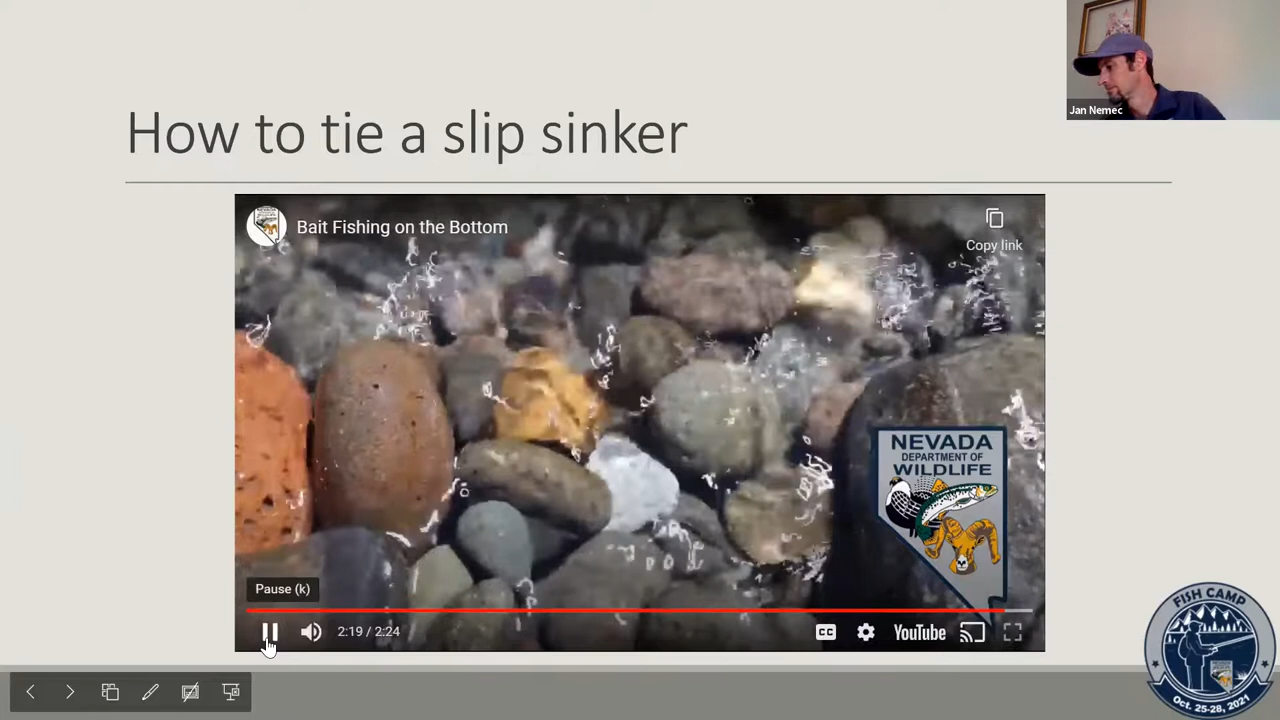 Jan Nemec
How to tie a slip sinker
Bait Fishing on the Bottom
Copy link
NEVADA
DEPARTMENT OF
WILDLIFE
Pause (k)
2:19 / 2:24
CC
YouTube
FISH CAMP
Oct. 25-28, 2021